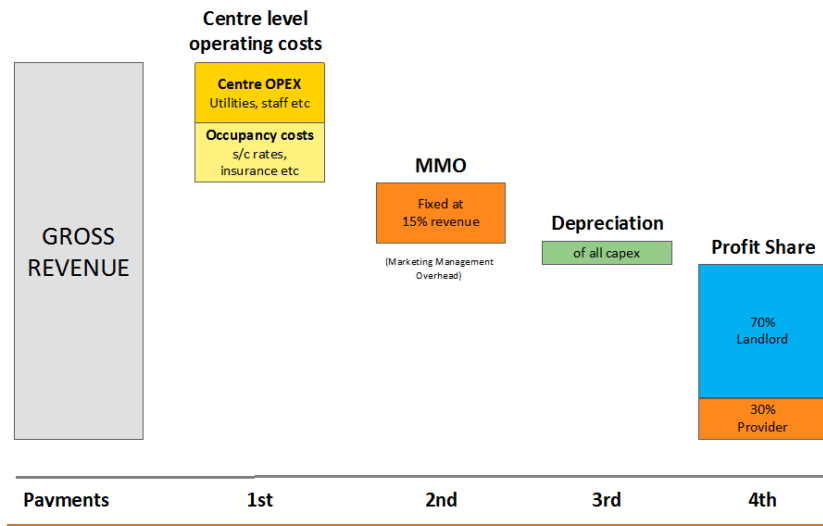 Centre level
operating costs
Centre OPEX
Utilities, staff etc
Occupancy costs
s/c rates,
insurance etc
GROSS
REVENUE
MMO
Fixed at
15% revenue
(Marketing Management
Overhead)
Depreciation
of all capex
Profit Share
70%
Landlord
30%
Provider
Payments
1st
2nd
3rd
4th